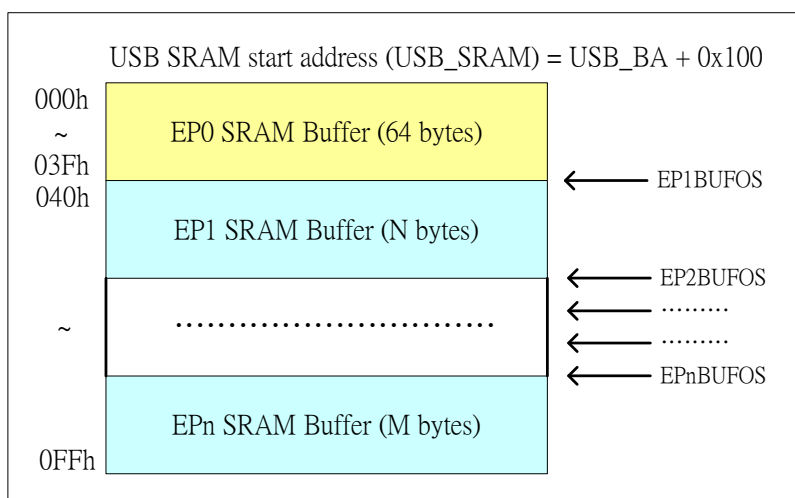 USB SRAM start address (USB_SRAM) = USB_BA + 0x100
000h
~
03Fh
040h
~
0FFh
EP0 SRAM Buffer (64 bytes)
EP1 SRAM Buffer (N bytes)
……………………………
EPn SRAM Buffer (M bytes)
EP1BUFOS
EP2BUFOS
………
………
EPnBUFOS